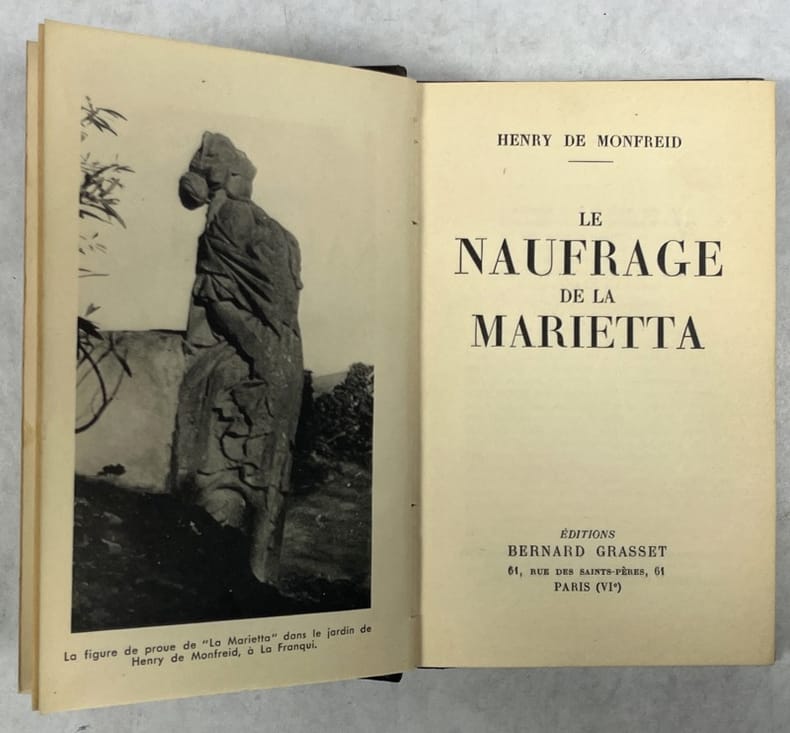 La figure de proue de "La Marietta" dans le jardin de
Henry de Monfreid, à La Franqui.
HENRY DE MONFREID
LE
NAUFRAGE
DE LA
MARIETTA
ÉDITIONS
BERNARD GRASSET
61, RUE DES SAINTS-PÈRES, 61
PARIS (VIe)